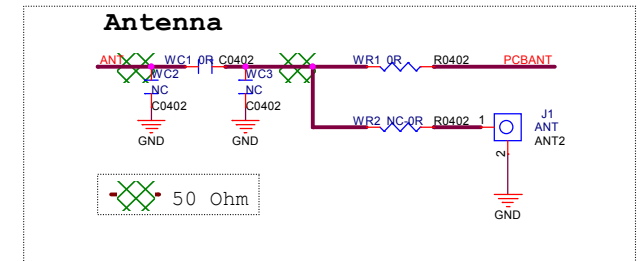 Antenna
ANT WC1 0R C0402 WR1 0R R0402 PCBANT
WC2 WC3
NC NC
C0402 C0402
WR2 NC-0R R0402 1 J1
ANT
ANT2
GND GND 2
50 Ohm
GND